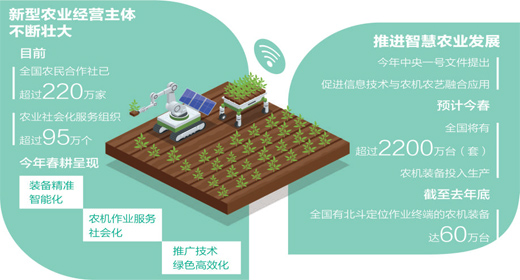 新型农业经营主体
不断壮大
目前
全国农民合作社已
超过220万家
农业社会化服务组织
超过95万个
今年春耕呈现
装备精准
智能化
农机作业服务
社会化
推广技术
绿色高效化
推进智慧农业发展
今年中央一号文件提出
促进信息技术与农机农艺融合应用
预计今春
全国将有
超过2200万台（套）
农机装备投入生产
截至去年底
全国有北斗定位作业终端的农机装备
达60万台